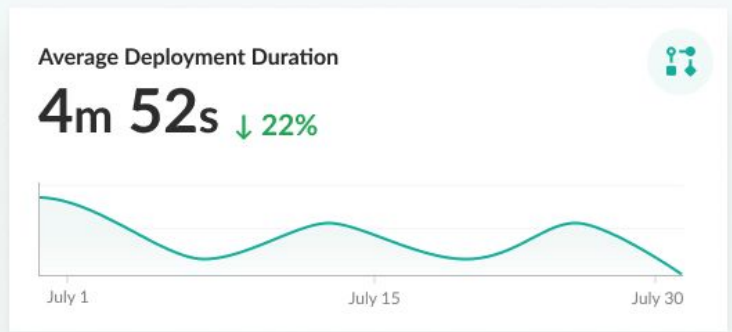 Average Deployment Duration
4m 52s ↓ 22%
July 1 July 15 July 30